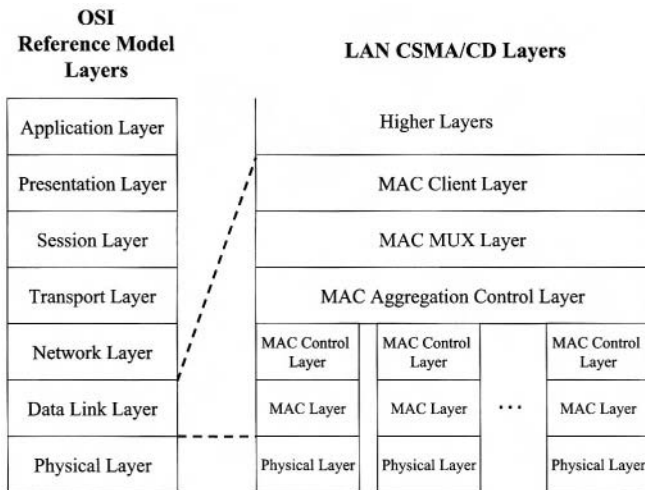 OSI
Reference Model
Layers
LAN CSMA/CD Layers
Application Layer
Presentation Layer
Session Layer
Transport Layer
Network Layer
Data Link Layer
Physical Layer
Higher Layers
MAC Client Layer
MAC MUX Layer
MAC Aggregation Control Layer
MAC Control
Layer
MAC Control
Layer
MAC Control
Layer
MAC Layer
MAC Layer
...
MAC Layer
Physical Layer
Physical Layer
Physical Layer